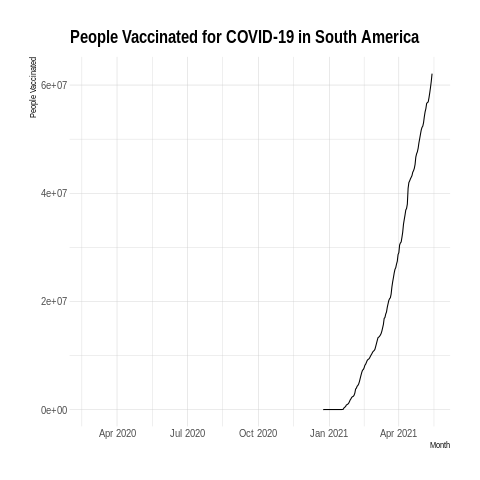 People Vaccinated for COVID-19 in South America
People Vaccinated
6e+07
4e+07
2e+07
0e+00
Apr 2020 Jul 2020 Oct 2020 Jan 2021 Apr 2021
Month